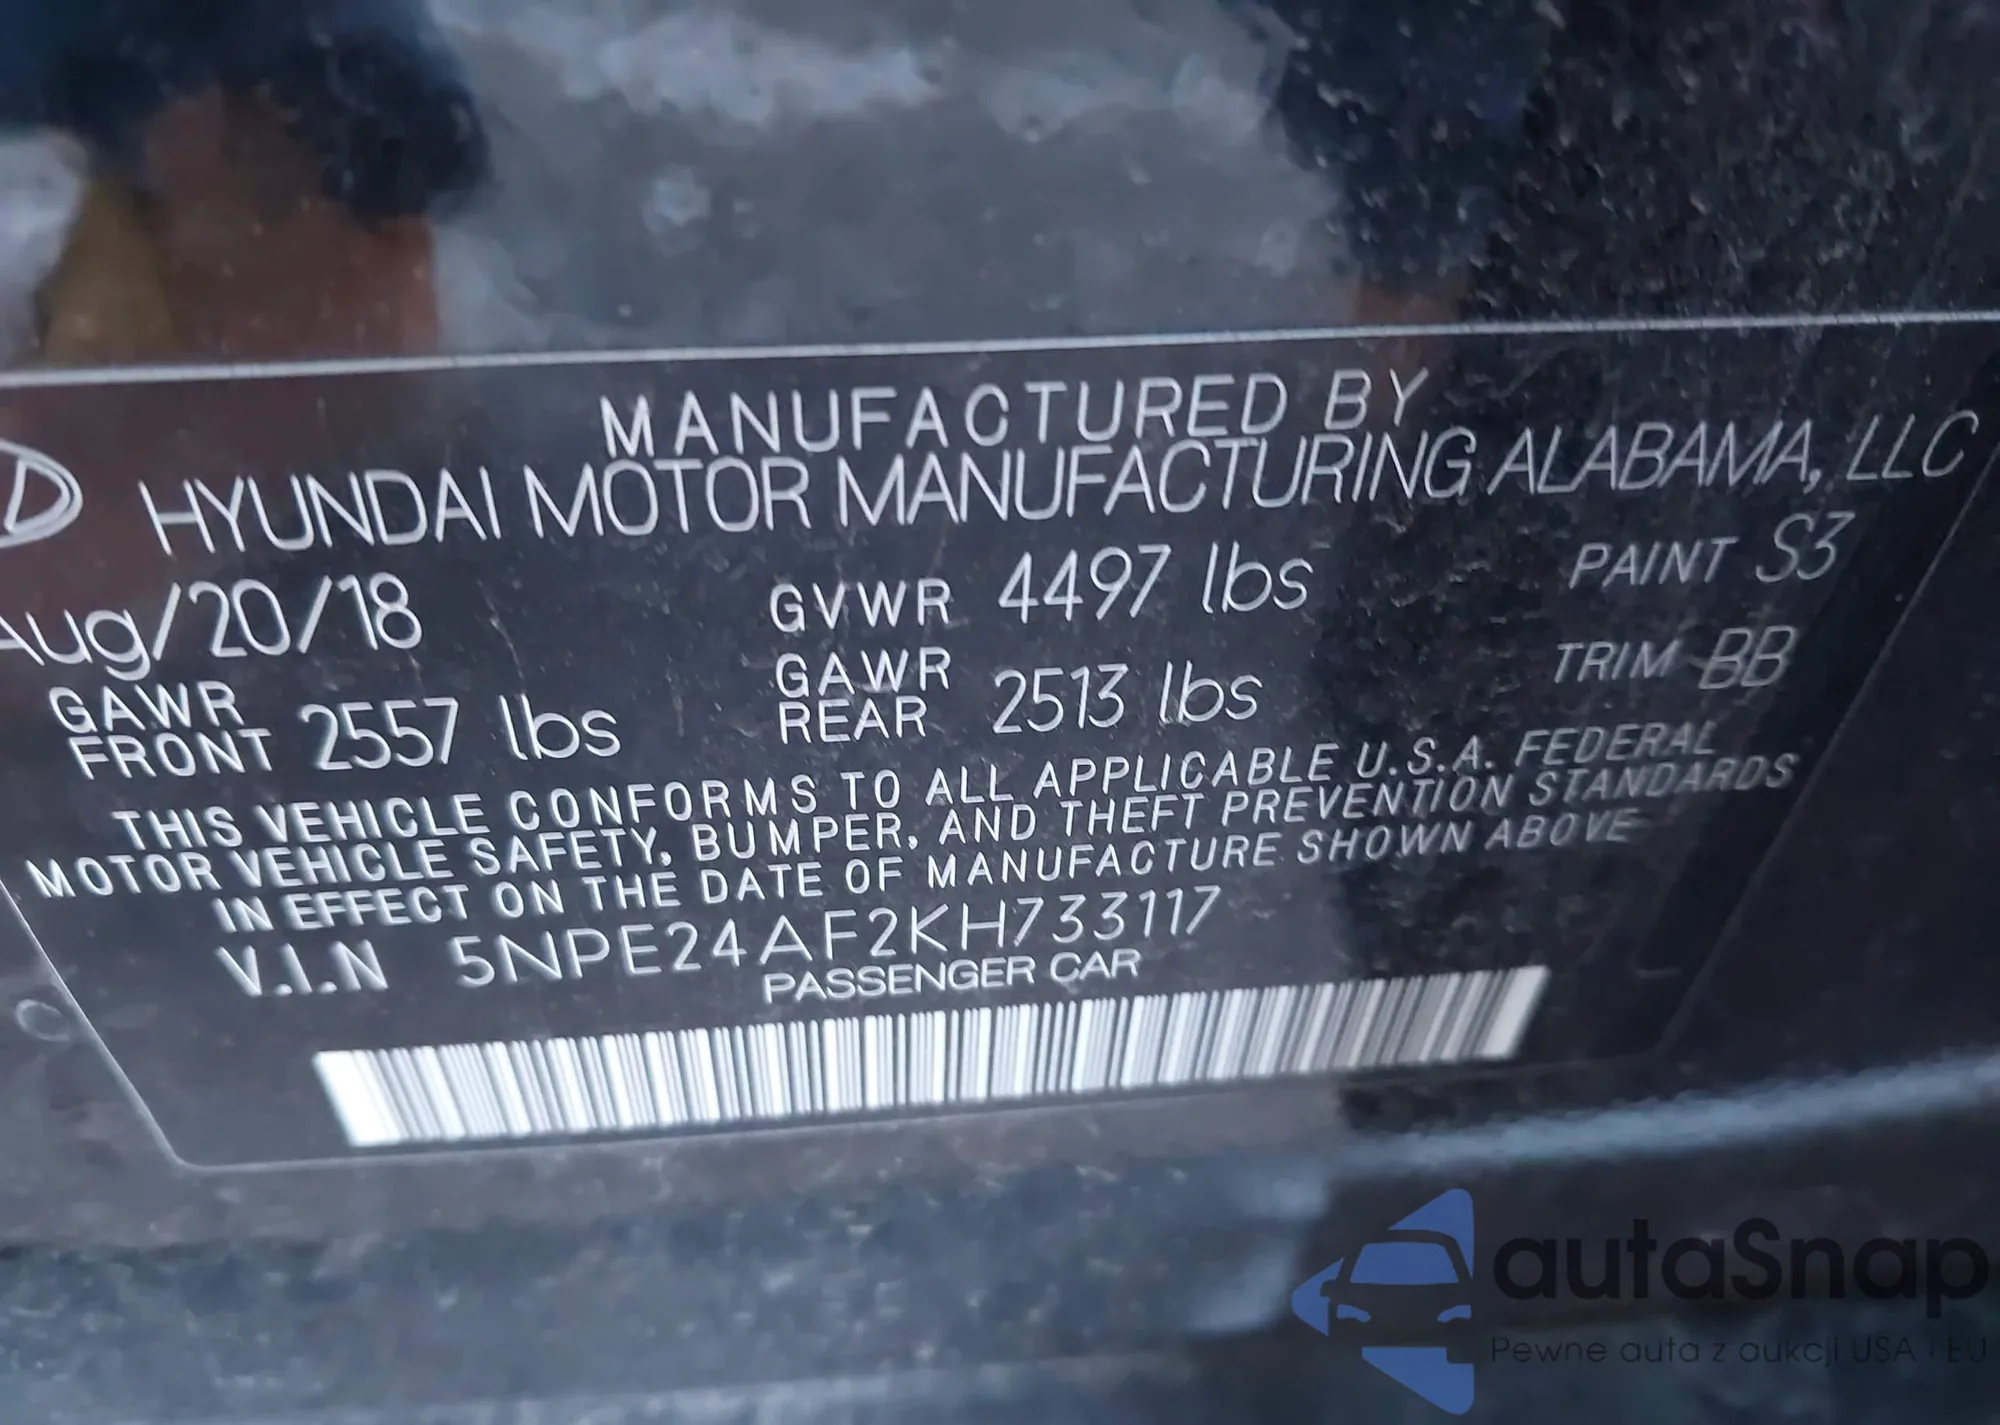 MANUFACTURED BY
HYUNDAI MOTOR MANUFACTURING ALABAMA, LLC
Aug/20/18 GVWR 4497 lbs PAINT S3
GAWR FRONT 2557 lbs GAWR REAR 2513 lbs TRIM BB
THIS VEHICLE CONFORMS TO ALL APPLICABLE U.S.A. FEDERAL
MOTOR VEHICLE SAFETY, BUMPER, AND THEFT PREVENTION STANDARDS
IN EFFECT ON THE DATE OF MANUFACTURE SHOWN ABOVE
V.I.N 5NPE24AF2KH733117
PASSENGER CAR
autaSnap
Pewne auta z aukcji USA i EU